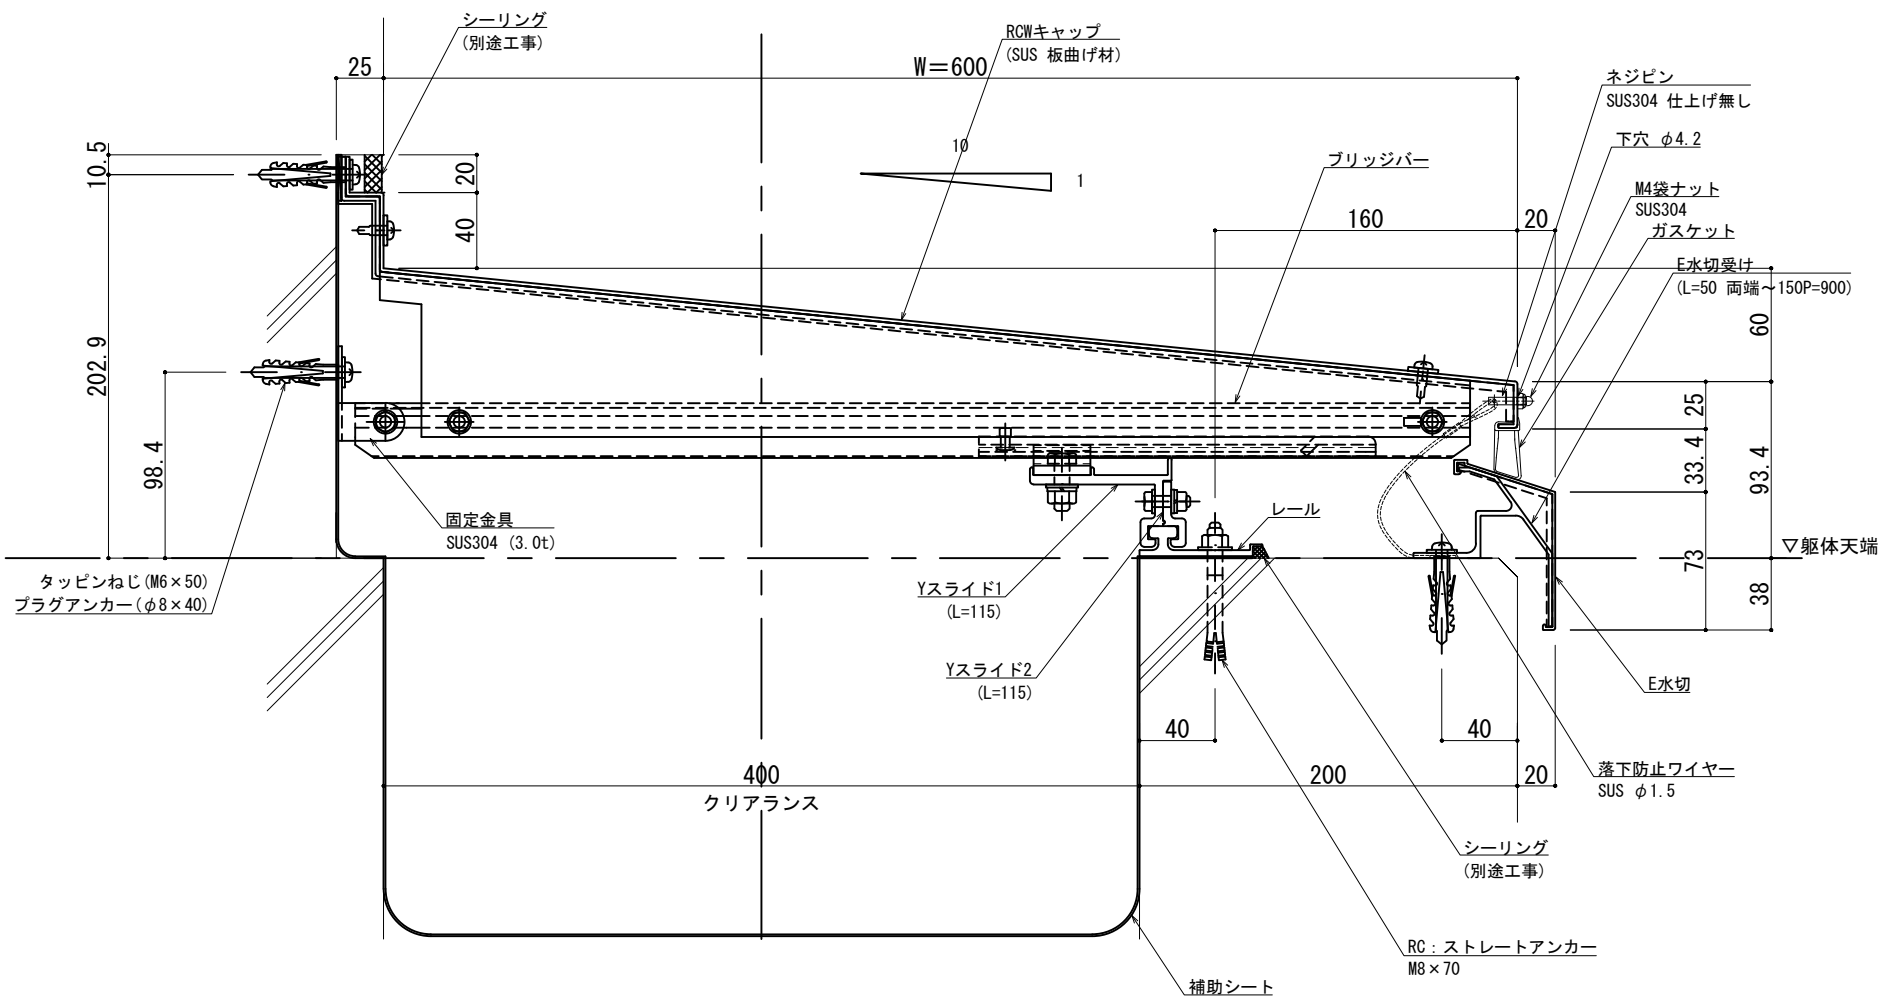 シーリング
(別途工事)
RCWキャップ
(SUS 板曲げ材)
25
W＝600
ネジピン
SUS304 仕上げ無し
下穴 φ4.2
10
1
ブリッジバー
M4袋ナット
SUS304
10.5
20
40
160
20
ガスケット
E水切受け
(L=50 両端～150P=900)
60
202.9
98.4
25
33.4
93.4
73
38
固定金具
SUS304 (3.0t)
レール
▽躯体天端
タッピンねじ(M6×50)
プラグアンカー(φ8×40)
Yスライド1
(L=115)
Yスライド2
(L=115)
E水切
40
40
400
クリアランス
200
20
落下防止ワイヤー
SUS φ1.5
シーリング
(別途工事)
RC：ストレートアンカー
M8×70
補助シート